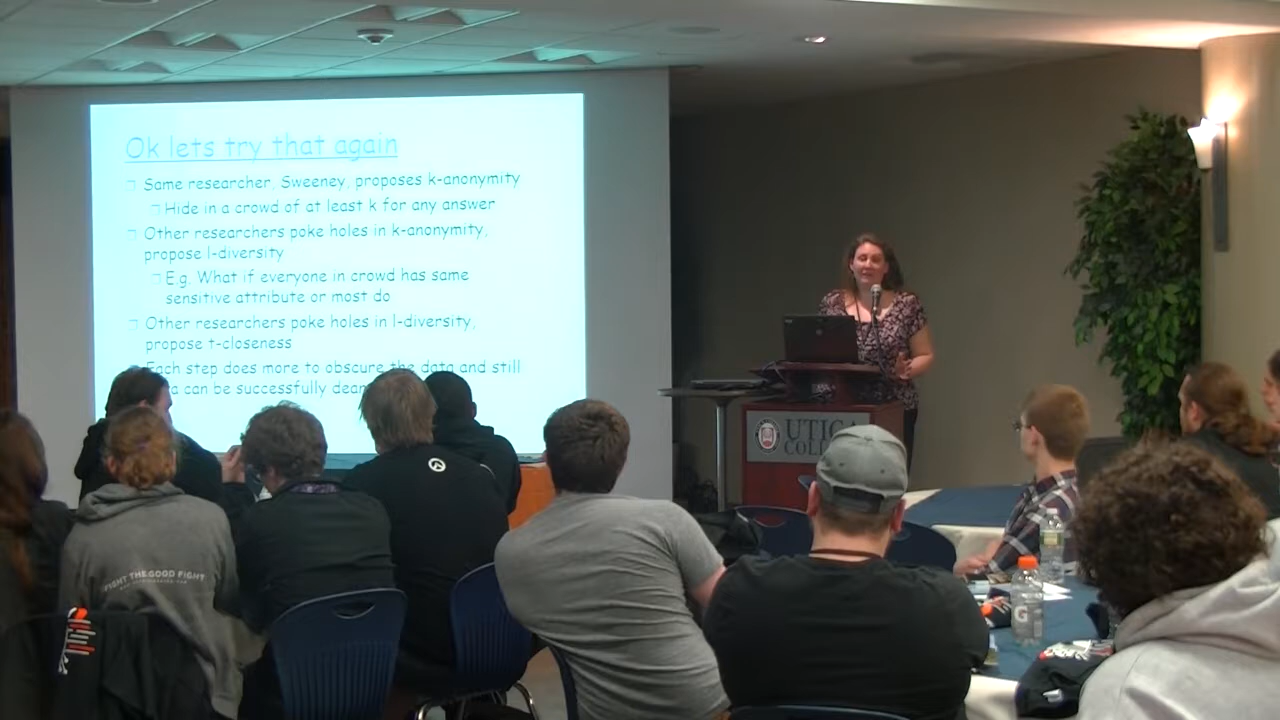 Ok lets try that again
Same researcher, Sweeney, proposes k-anonymity
Hide in a crowd of at least k for any answer
Other researchers poke holes in k-anonymity,
propose l-diversity
E.g. What if everyone in crowd has same
sensitive attribute or most do
Other researchers poke holes in l-diversity,
propose t-closeness
Each step does more to obscure the data and still
can be successfully
UTICA
FIGHT THE GOOD FIGHT
G